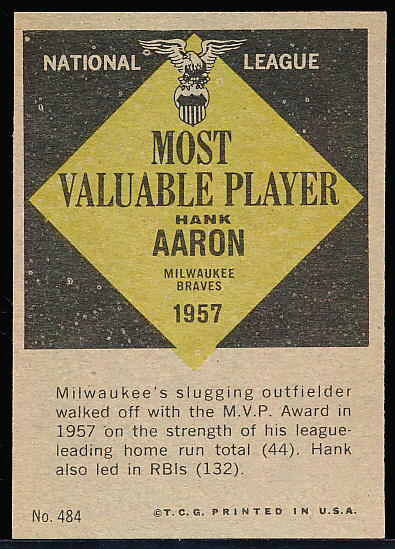 NATIONAL LEAGUE
MOST
VALUABLE PLAYER
HANK
AARON
MILWAUKEE
BRAVES
1957
Milwaukee's slugging outfielder
walked off with the M.V.P. Award in
1957 on the strength of his league-
leading home run total (44). Hank
also led in RBIs (132).
No. 484 ©T.C.G. PRINTED IN U.S.A.